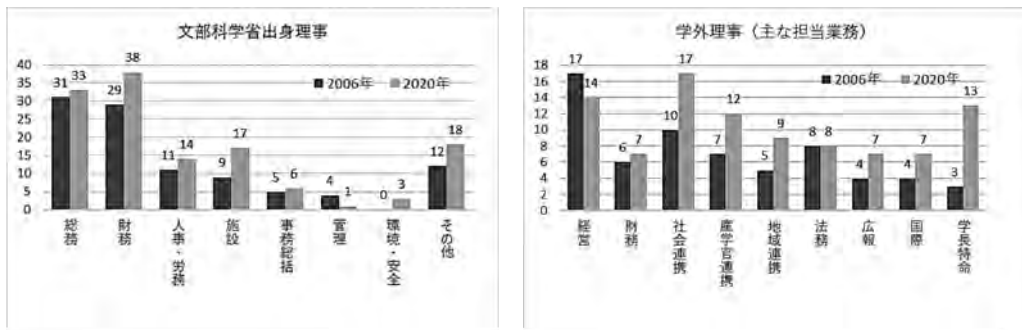 文部科学省出身理事
40
35
30
25
20
15
10
5
0
■2006年 ■2020年
31 33
29 38
11 14
9 17
5 6
4 1
0 3
12 18
総務
財務
人事・労務
施設
事務総括
管理
環境・安全
その他
学外理事（主な担当業務）
18
16
14
12
10
8
6
4
2
0
■2006年 ■2020年
17 14
6 7
10 17
7 12
5 9
8 8
4 7
4 7
3 13
経営
財務
社会連携
産学官連携
地域連携
法務
広報
国際
学長特命